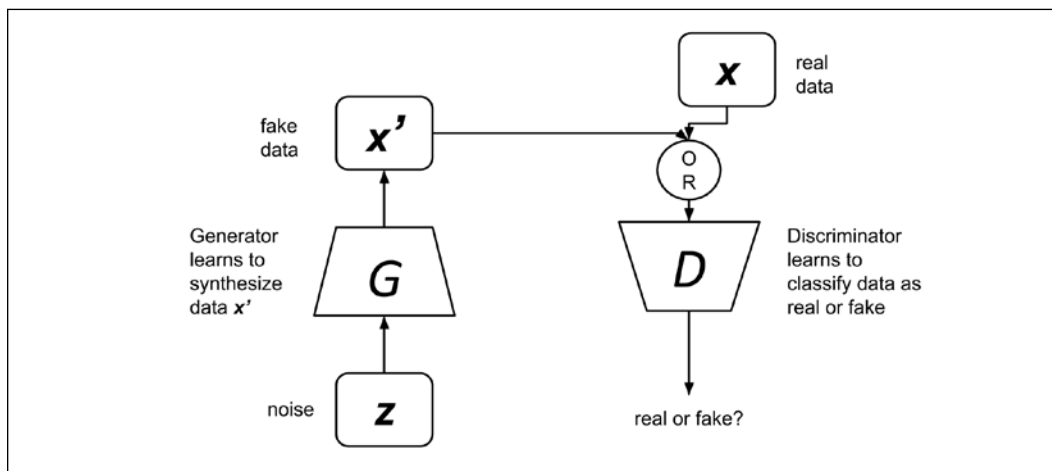 x
real
data
fake
data
x’
O
R
Generator
learns to
synthesize
data x’
G
D
Discriminator
learns to
classify data as
real or fake
noise
z
real or fake?